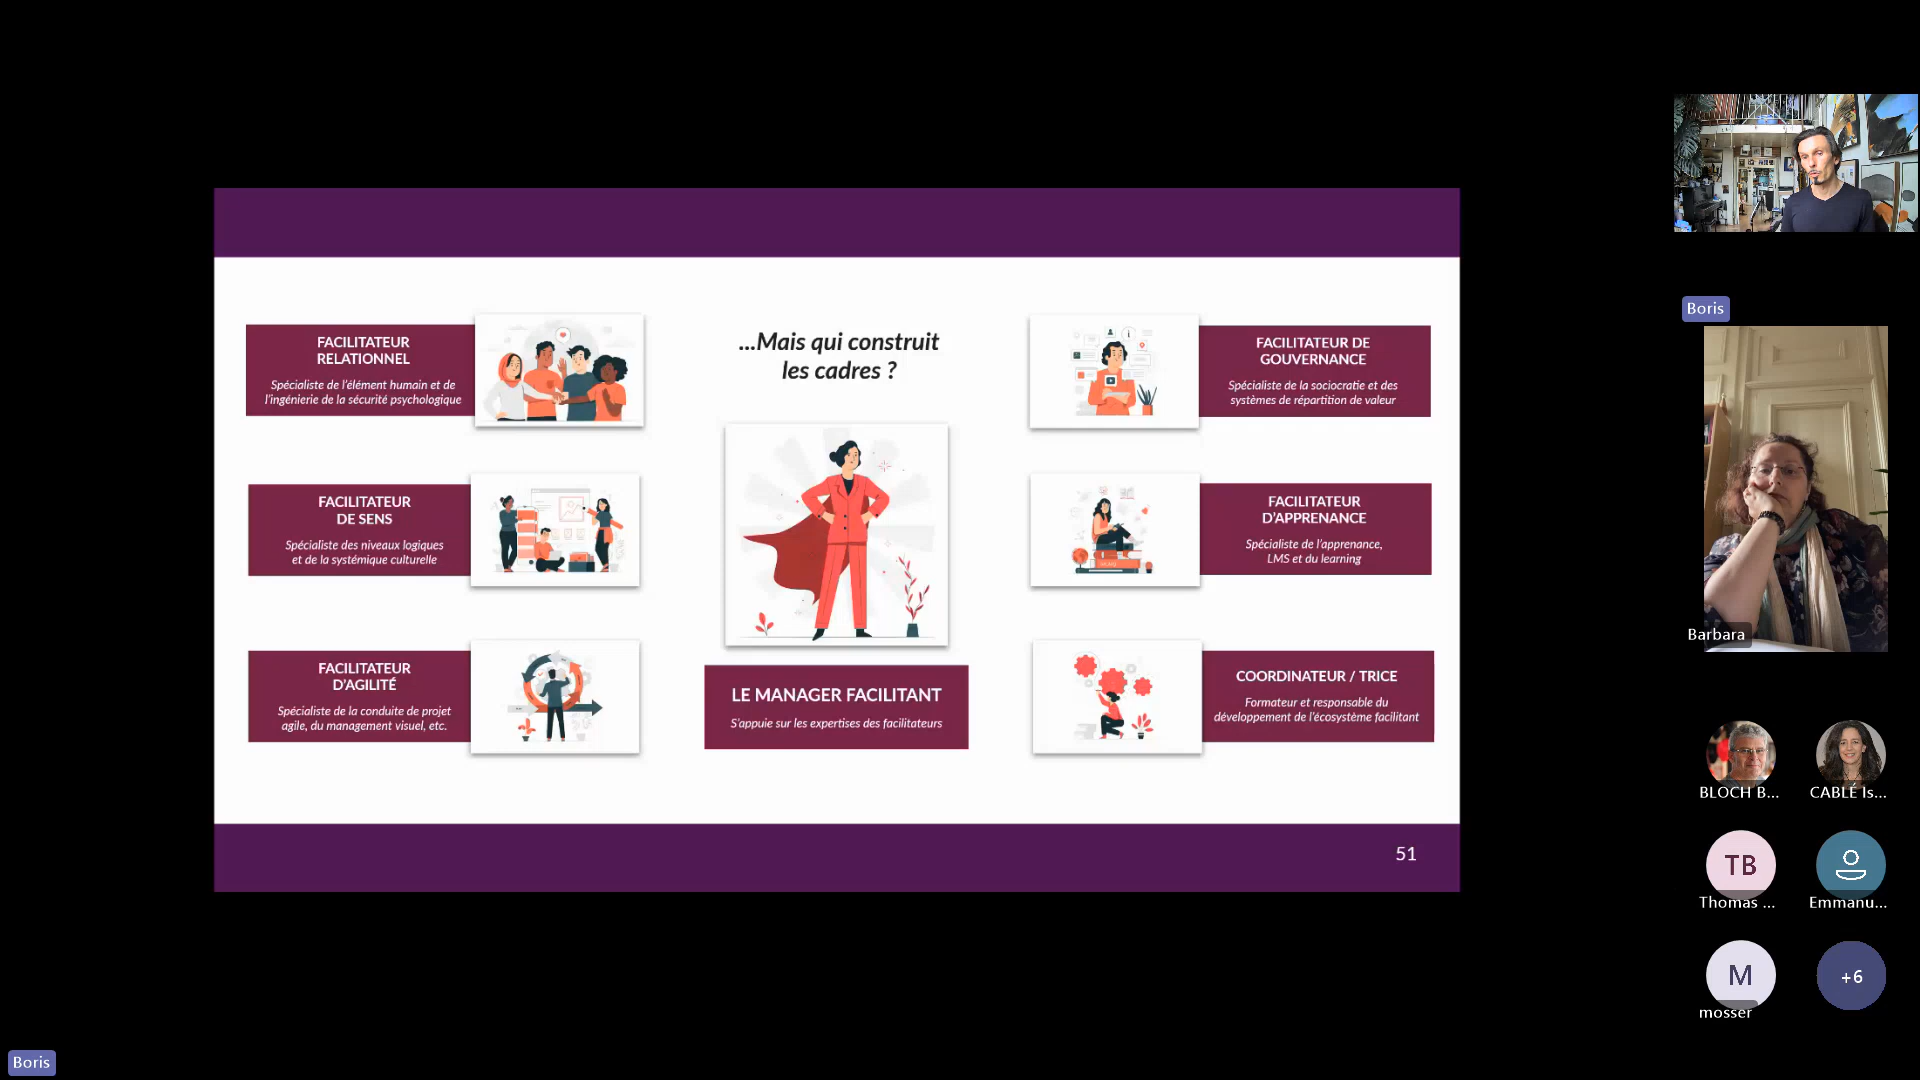 FACILITATEUR
RELATIONNEL
Spécialiste de l'élément humain et de
l'ingénierie de la sécurité psychologique
FACILITATEUR
DE SENS
Spécialiste des niveaux logiques
et de la systémique culturelle
FACILITATEUR
D'AGILITÉ
Spécialiste de la conduite de projet
agile, du management visuel, etc.
...Mais qui construit
les cadres ?
LE MANAGER FACILITANT
S'appuie sur les expertises des facilitateurs
FACILITATEUR DE
GOUVERNANCE
Spécialiste de la sociocratie et des
systèmes de répartition de valeur
FACILITATEUR
D'APPRENANCE
Spécialiste de l'apprenance,
LMS et du learning
COORDINATEUR / TRICE
Formateur et responsable du
développement de l'écosystème facilitant
51
Boris
Barbara
BLOCH B...
CABLÉ Is...
TB
Thomas ...
Emmanu...
M
mosser
+6
Boris